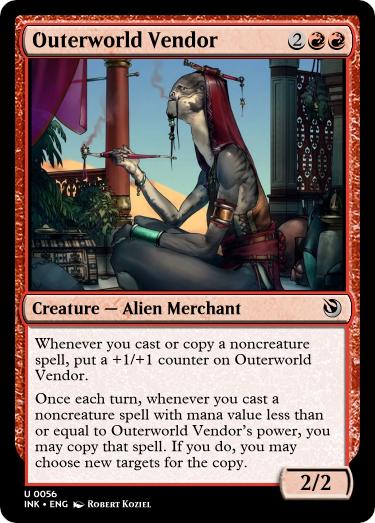 Outerworld Vendor 2
Creature — Alien Merchant
Whenever you cast or copy a noncreature
spell, put a +1/+1 counter on Outerworld
Vendor.
Once each turn, whenever you cast a
noncreature spell with mana value less than
or equal to Outerworld Vendor's power, you
may copy that spell. If you do, you may
choose new targets for the copy.
2/2
U 0056
INK • ENG Robert Koziel